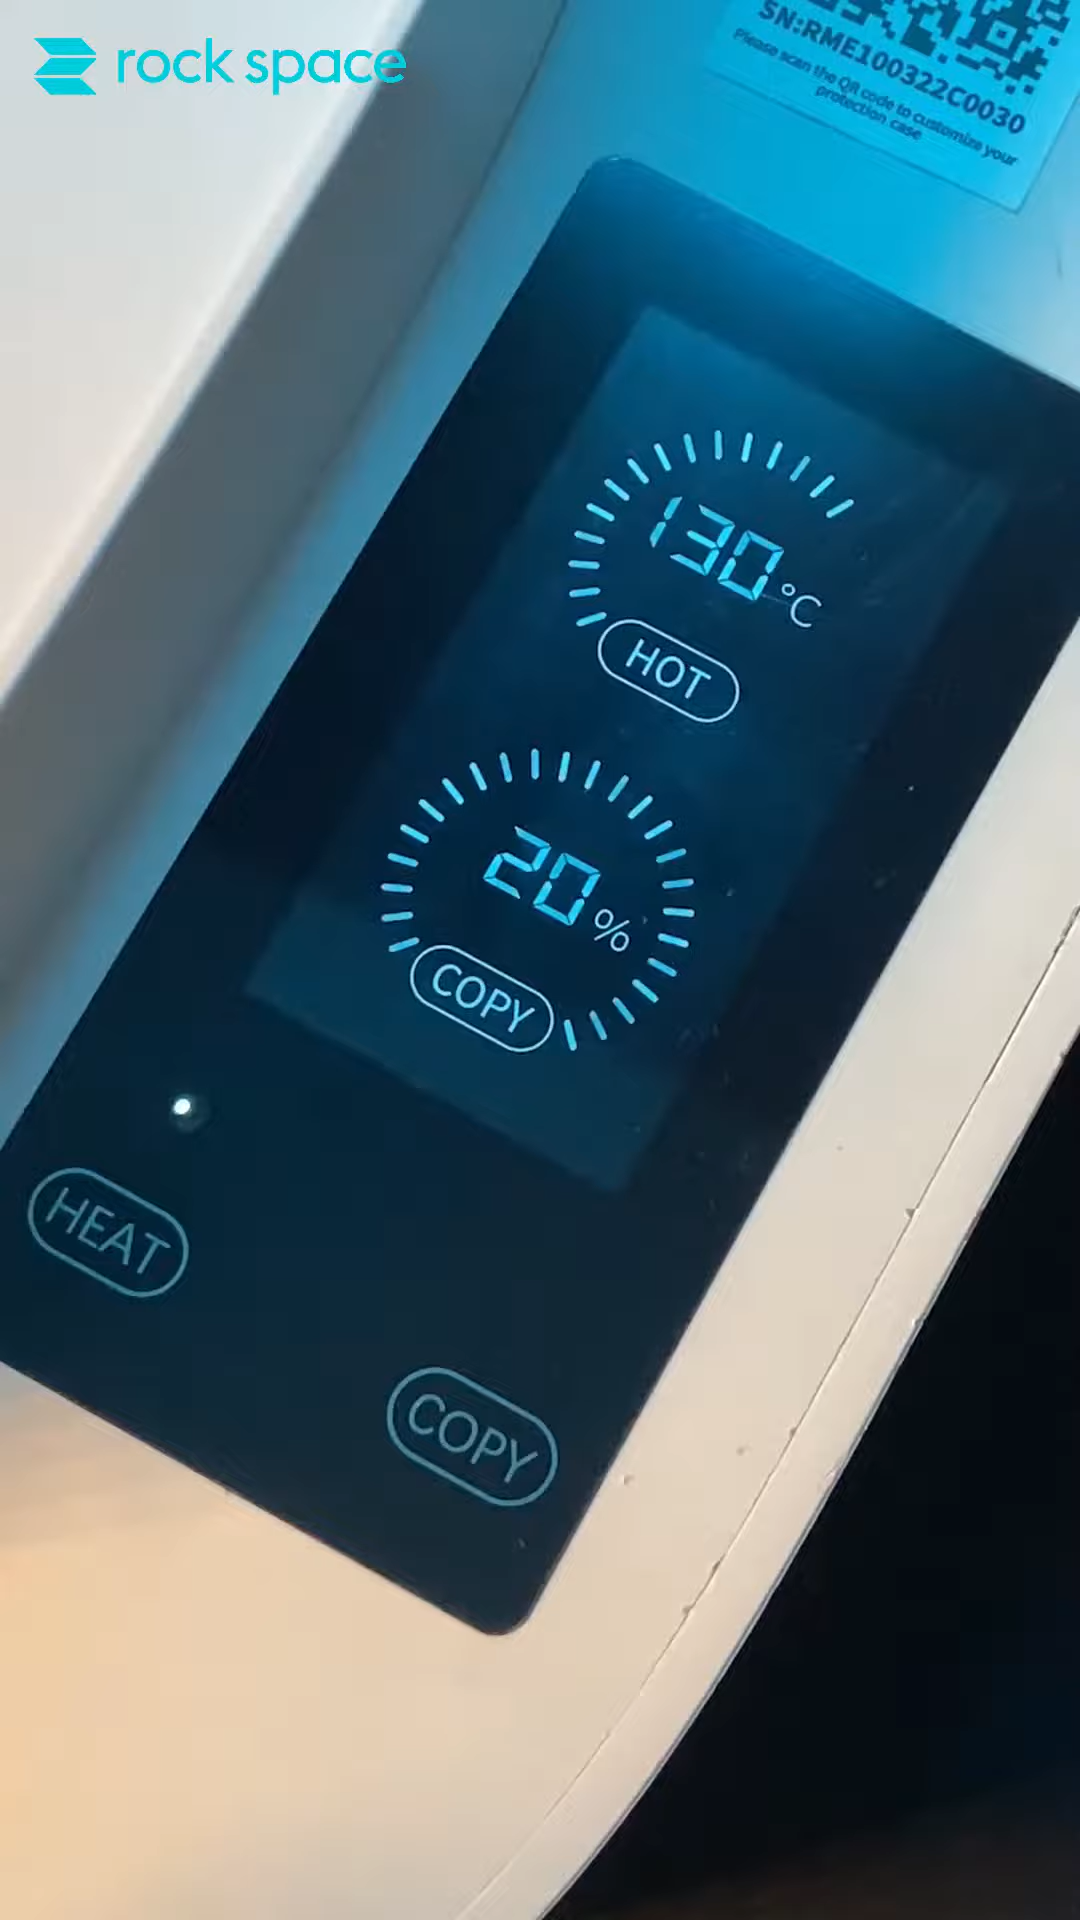 rock space
SN:RME100322C0030
Please scan the QR code to customize your
protection case
130 °C
HOT
20 %
COPY
HEAT
COPY